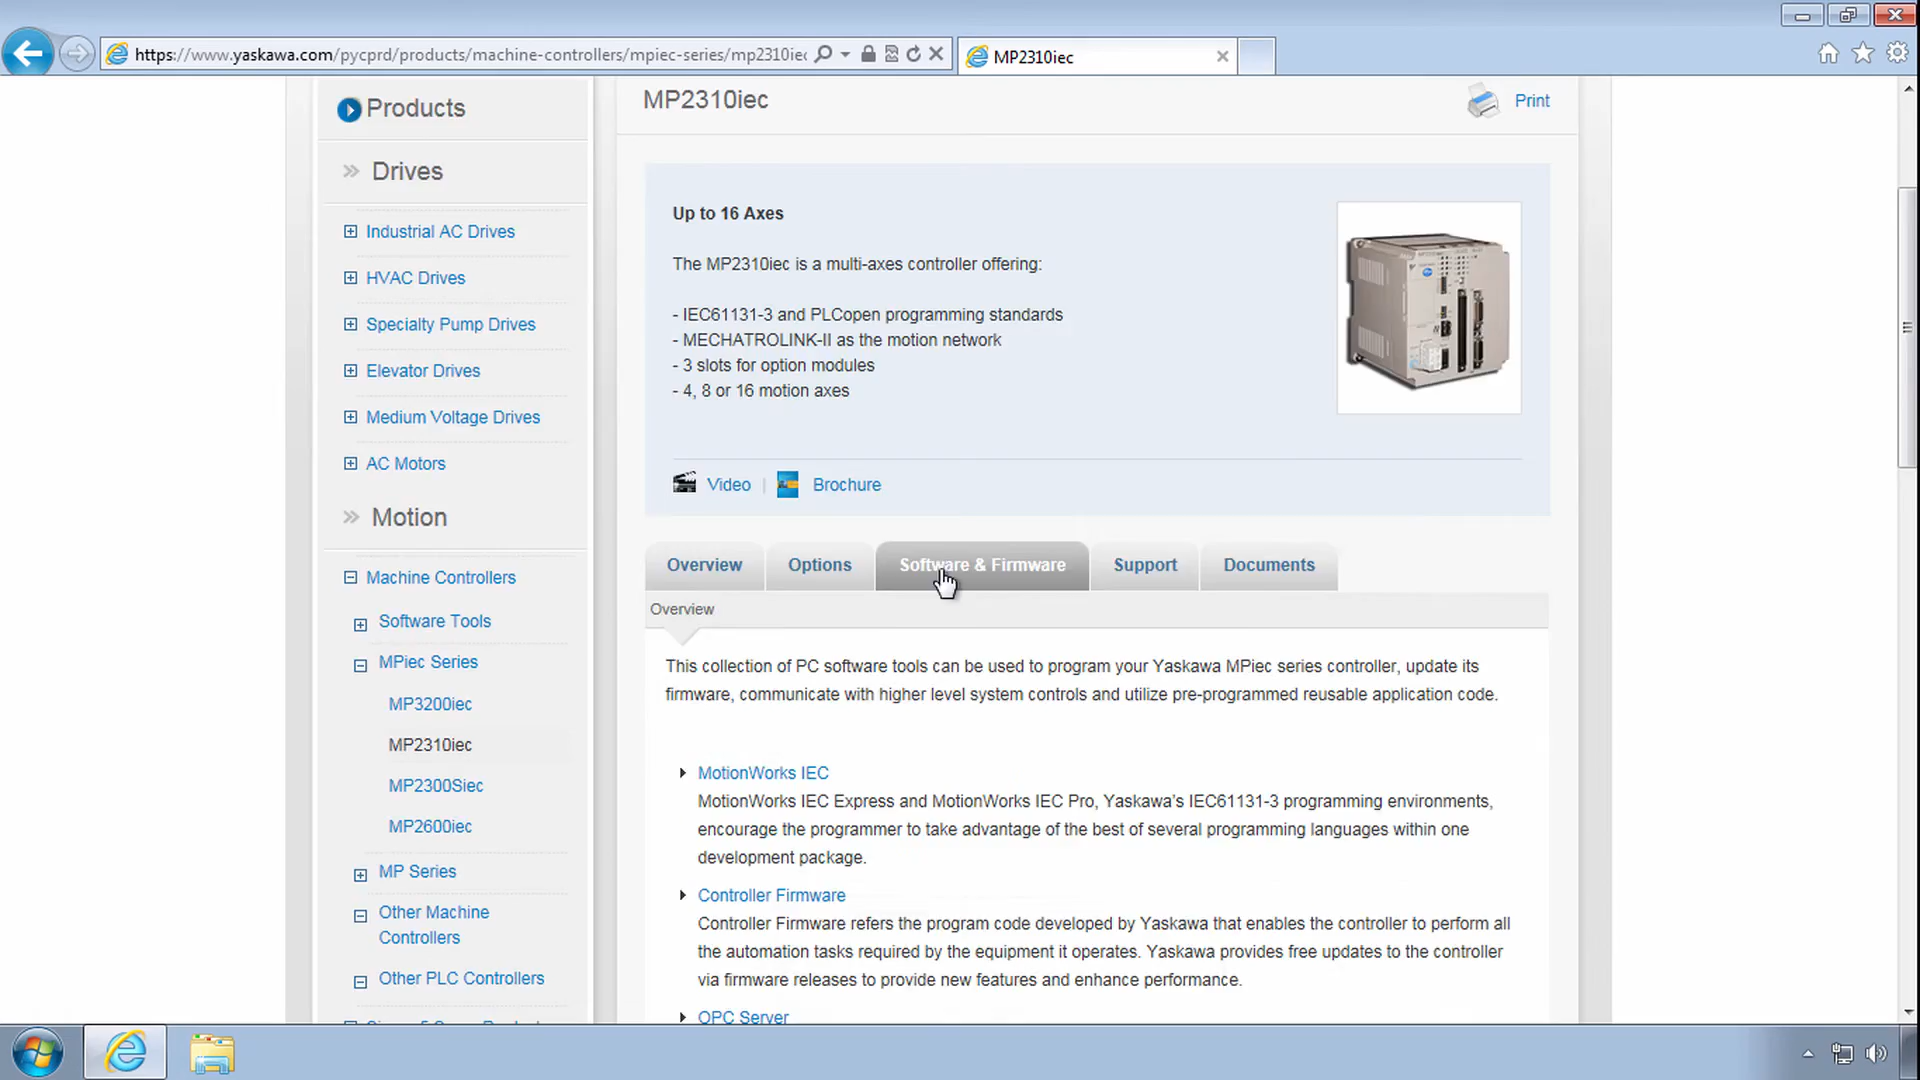 https://www.yaskawa.com/pycprd/products/machine-controllers/mpiec-series/mp2310iec
MP2310iec
Products
Drives
Industrial AC Drives
HVAC Drives
Specialty Pump Drives
Elevator Drives
Medium Voltage Drives
AC Motors
Motion
Machine Controllers
Software Tools
MPiec Series
MP3200iec
MP2310iec
MP2300Siec
MP2600iec
MP Series
Other Machine
Controllers
Other PLC Controllers
MP2310iec
Print
Up to 16 Axes
The MP2310iec is a multi-axes controller offering:
- IEC61131-3 and PLCopen programming standards
- MECHATROLINK-II as the motion network
- 3 slots for option modules
- 4, 8 or 16 motion axes
Video | Brochure
Overview Options Software & Firmware Support Documents
Overview
This collection of PC software tools can be used to program your Yaskawa MPiec series controller, update its
firmware, communicate with higher level system controls and utilize pre-programmed reusable application code.
MotionWorks IEC
MotionWorks IEC Express and MotionWorks IEC Pro, Yaskawa's IEC61131-3 programming environments,
encourage the programmer to take advantage of the best of several programming languages within one
development package.
Controller Firmware
Controller Firmware refers the program code developed by Yaskawa that enables the controller to perform all
the automation tasks required by the equipment it operates. Yaskawa provides free updates to the controller
via firmware releases to provide new features and enhance performance.
OPC Server